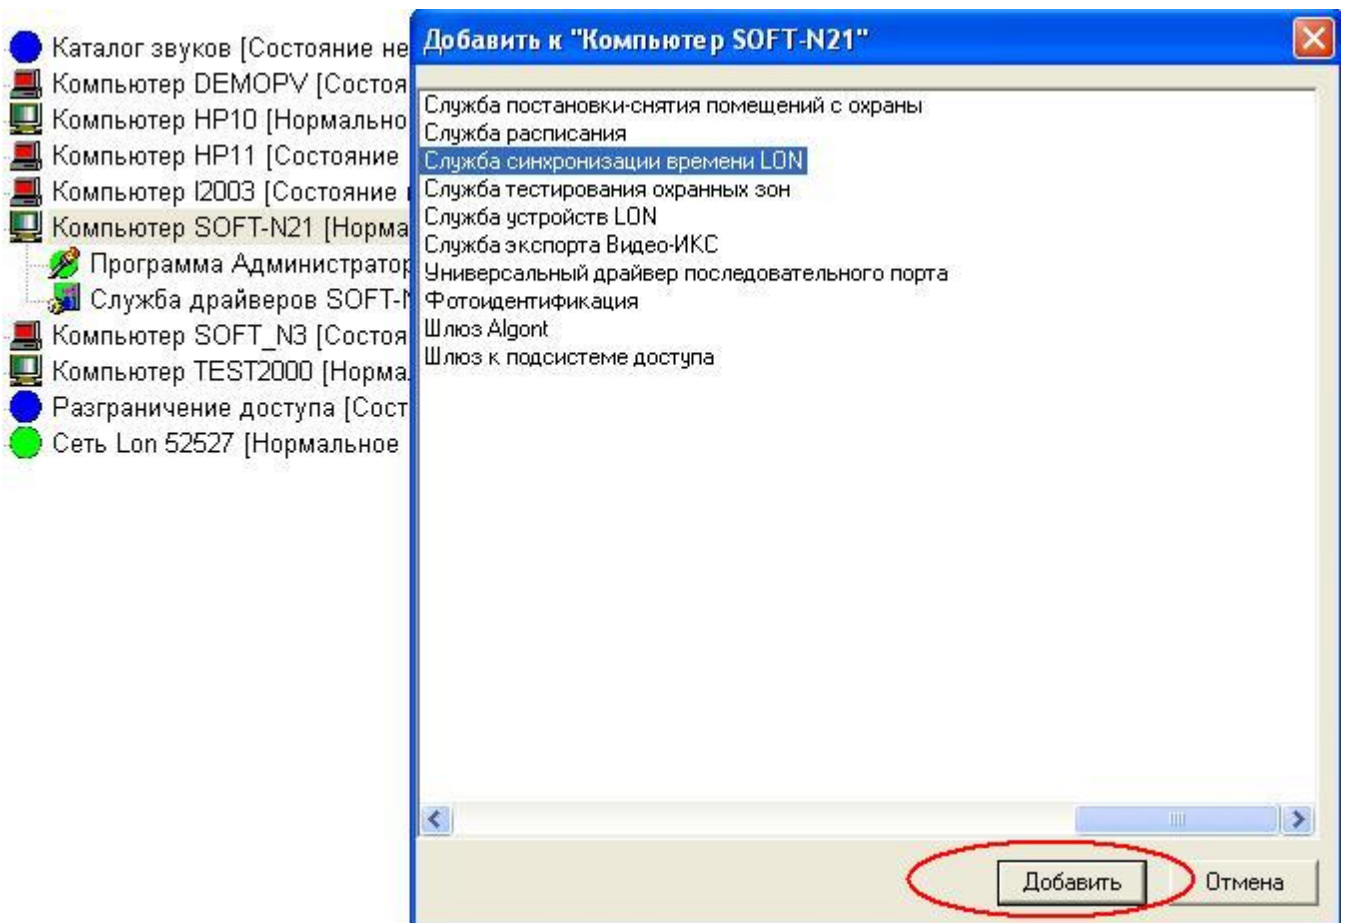 Каталог звуков [Состояние не
Компьютер DEMOPV [Состоя
Компьютер HP10 [Нормально
Компьютер HP11 [Состояние
Компьютер I2003 [Состояние
Компьютер SOFT-N21 [Норма
Программа Администратор
Служба драйверов SOFT-N
Компьютер SOFT_N3 [Состоя
Компьютер TEST2000 [Норма
Разграничение доступа [Сост
Сеть Lon 52527 [Нормальное
Добавить к "Компьютер SOFT-N21"
Служба постановки-снятия помещений с охраны
Служба расписания
Служба синхронизации времени LON
Служба тестирования охранных зон
Служба устройств LON
Служба экспорта Видео-ИКС
Универсальный драйвер последовательного порта
Фотоидентификация
Шлюз Algont
Шлюз к подсистеме доступа
Добавить
Отмена